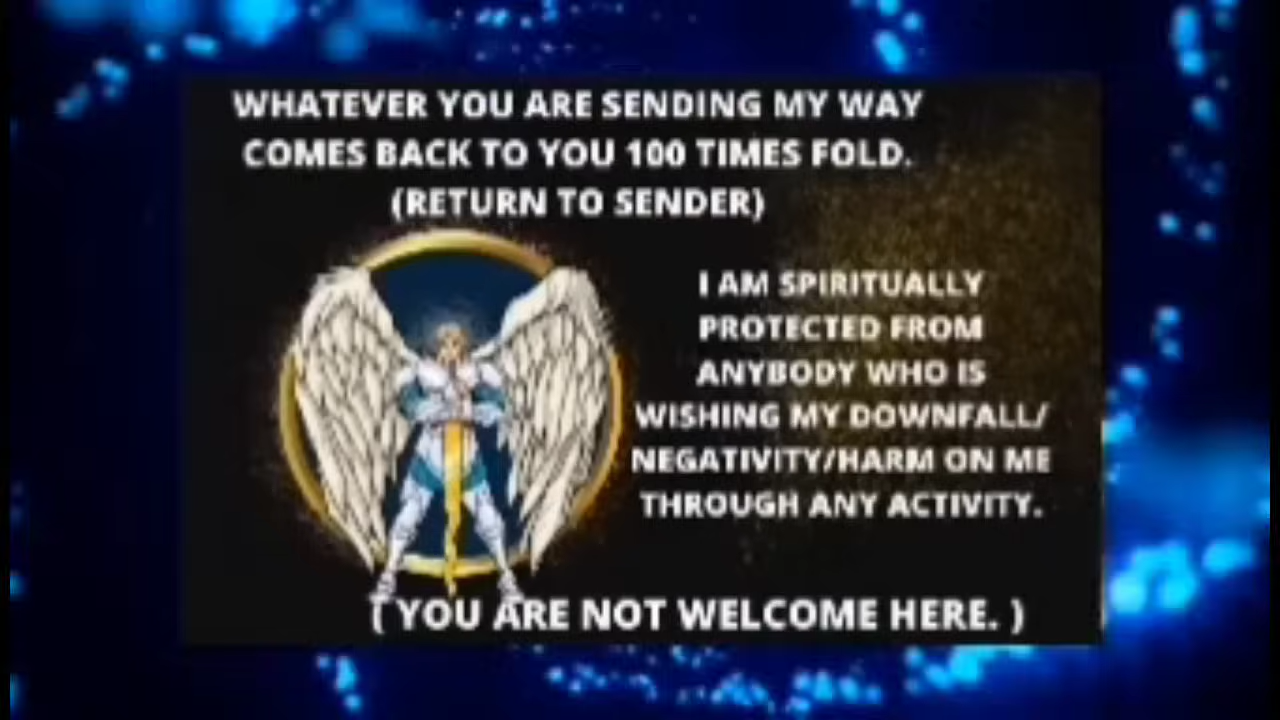 WHATEVER YOU ARE SENDING MY WAY
COMES BACK TO YOU 100 TIMES FOLD.
(RETURN TO SENDER)
I AM SPIRITUALLY
PROTECTED FROM
ANYBODY WHO IS
WISHING MY DOWNFALL/
NEGATIVITY/HARM ON ME
THROUGH ANY ACTIVITY.
( YOU ARE NOT WELCOME HERE. )